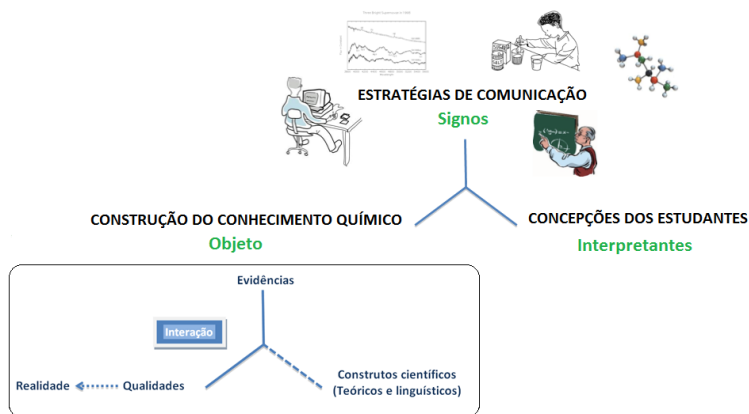 ESTRATÉGIAS DE COMUNICAÇÃO
Signos
CONSTRUÇÃO DO CONHECIMENTO QUÍMICO
Objeto
CONCEPÇÕES DOS ESTUDANTES
Interpretantes
Evidências
Interação
Realidade
Qualidades
Construtos científicos
(Teóricos e linguísticos)